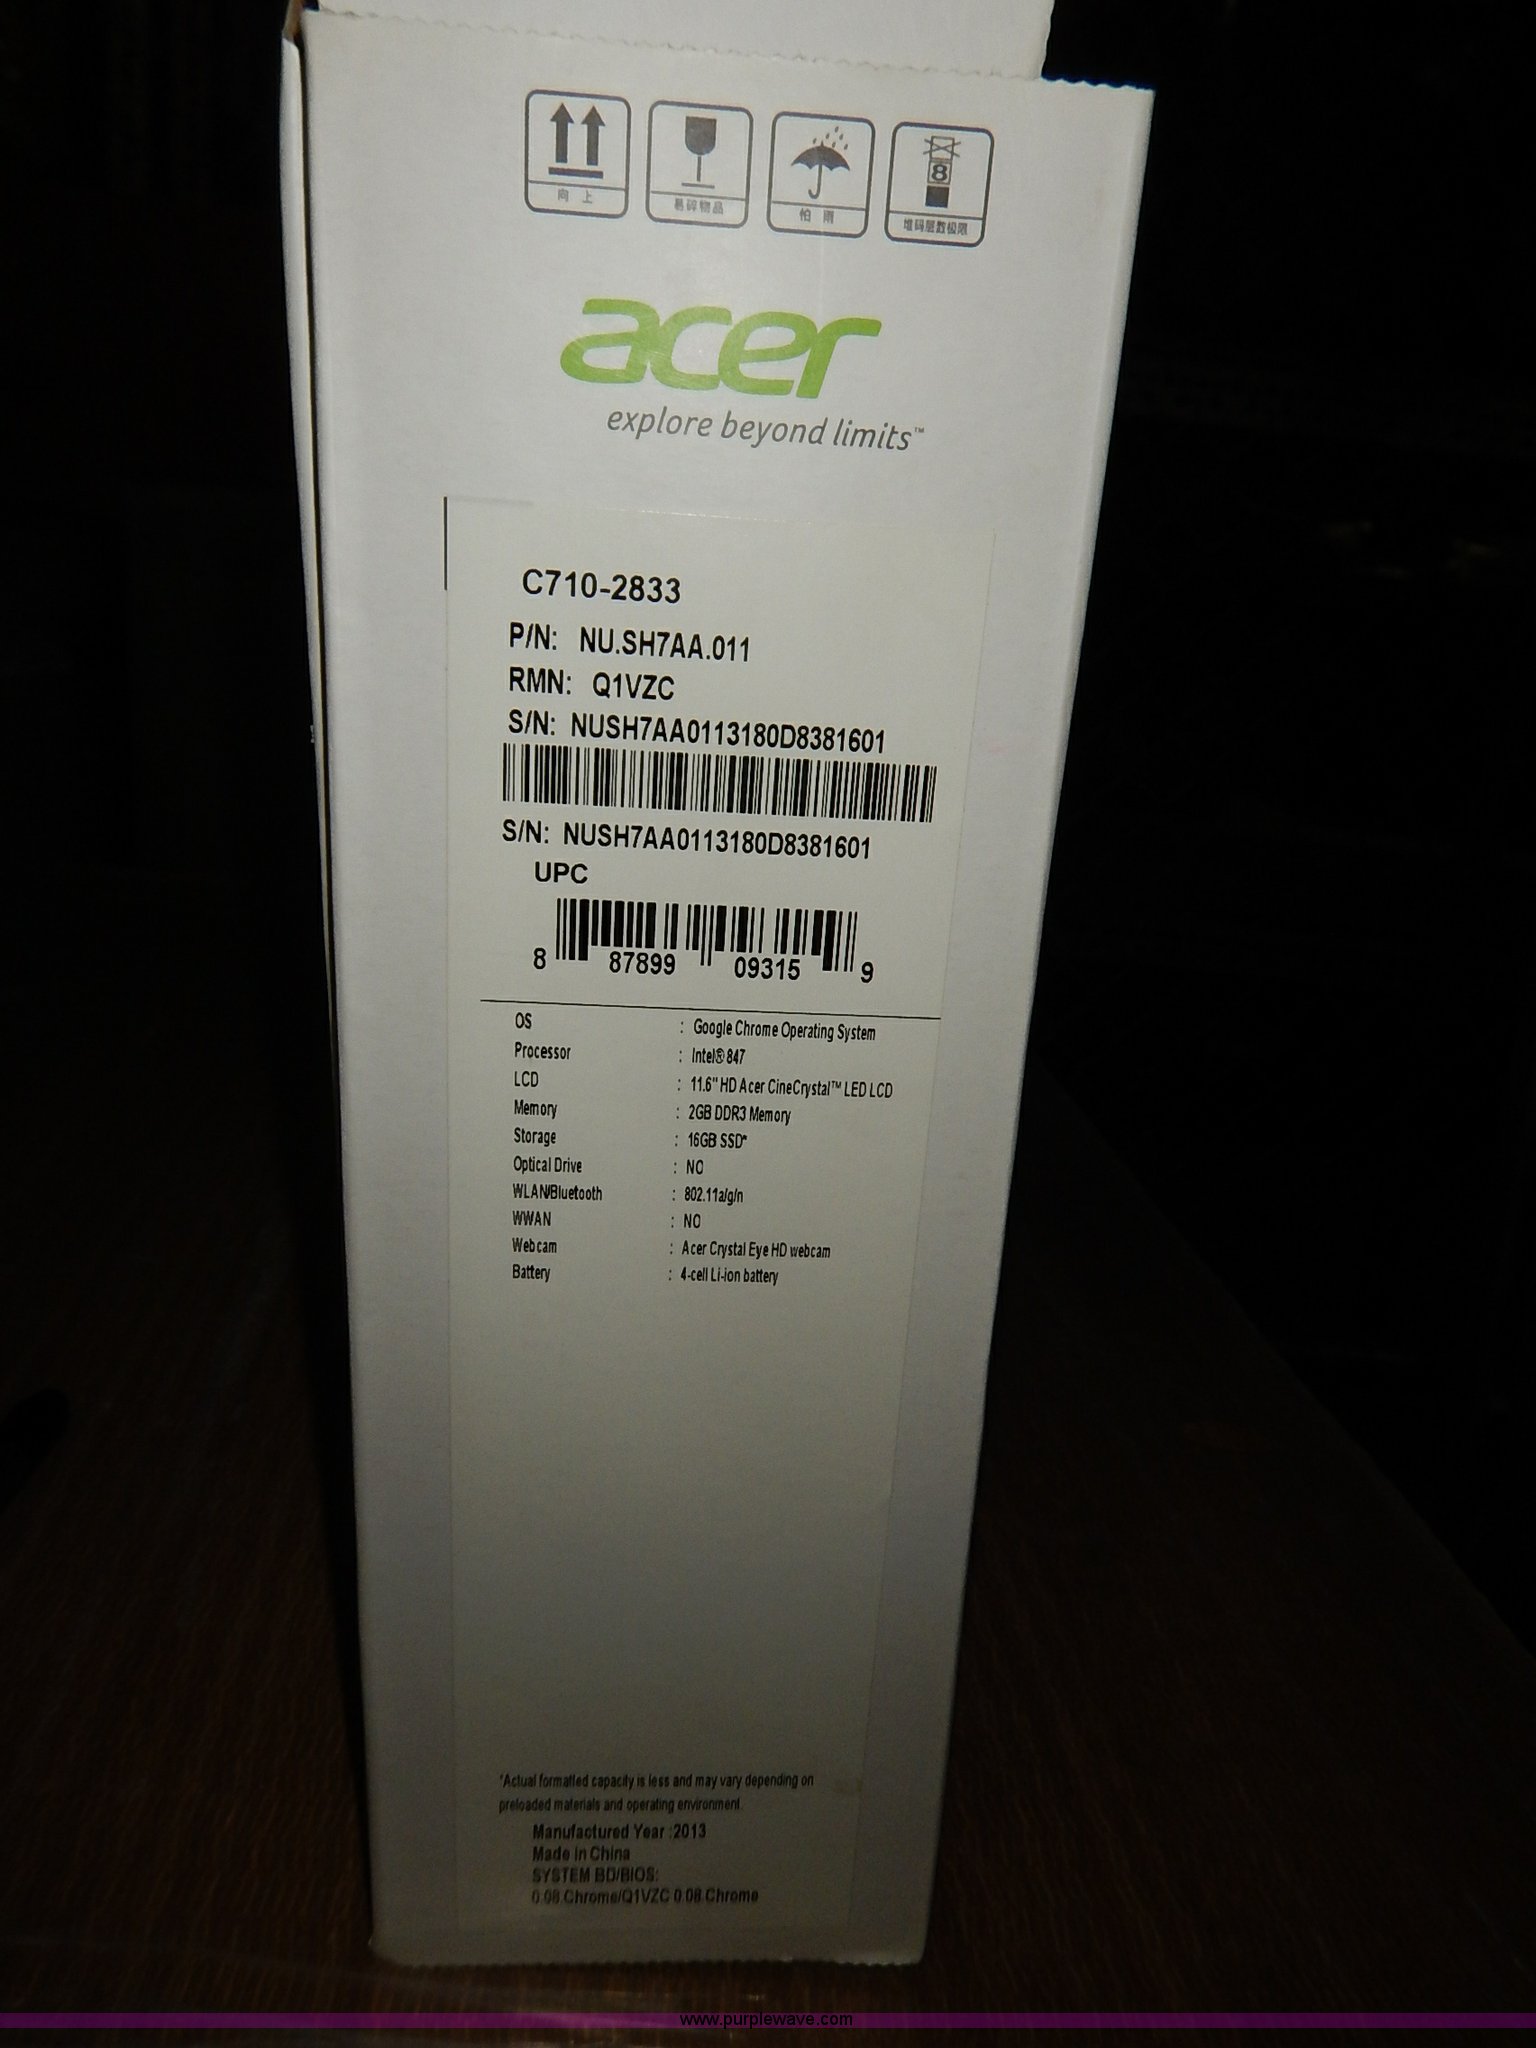 向 上
易碎物品
怕 雨
8
堆码层数极限
acer
explore beyond limits™
C710-2833
P/N: NU.SH7AA.011
RMN: Q1VZC
S/N: NUSH7AA0113180D8381601
S/N: NUSH7AA0113180D8381601
UPC
8 87899 09315 9
OS : Google Chrome Operating System
Processor : Intel® 847
LCD : 11.6" HD Acer CineCrystal™ LED LCD
Memory : 2GB DDR3 Memory
Storage : 16GB SSD*
Optical Drive : NO
WLAN/Bluetooth : 802.11a/g/n
WWAN : NO
Webcam : Acer Crystal Eye HD webcam
Battery : 4-cell Li-ion battery
*Actual formatted capacity is less and may vary depending on
preloaded materials and operating environment.
Manufactured Year :2013
Made in China
SYSTEM BD/BIOS:
0.08 Chrome/Q1VZC 0.08 Chrome
www.purplewave.com